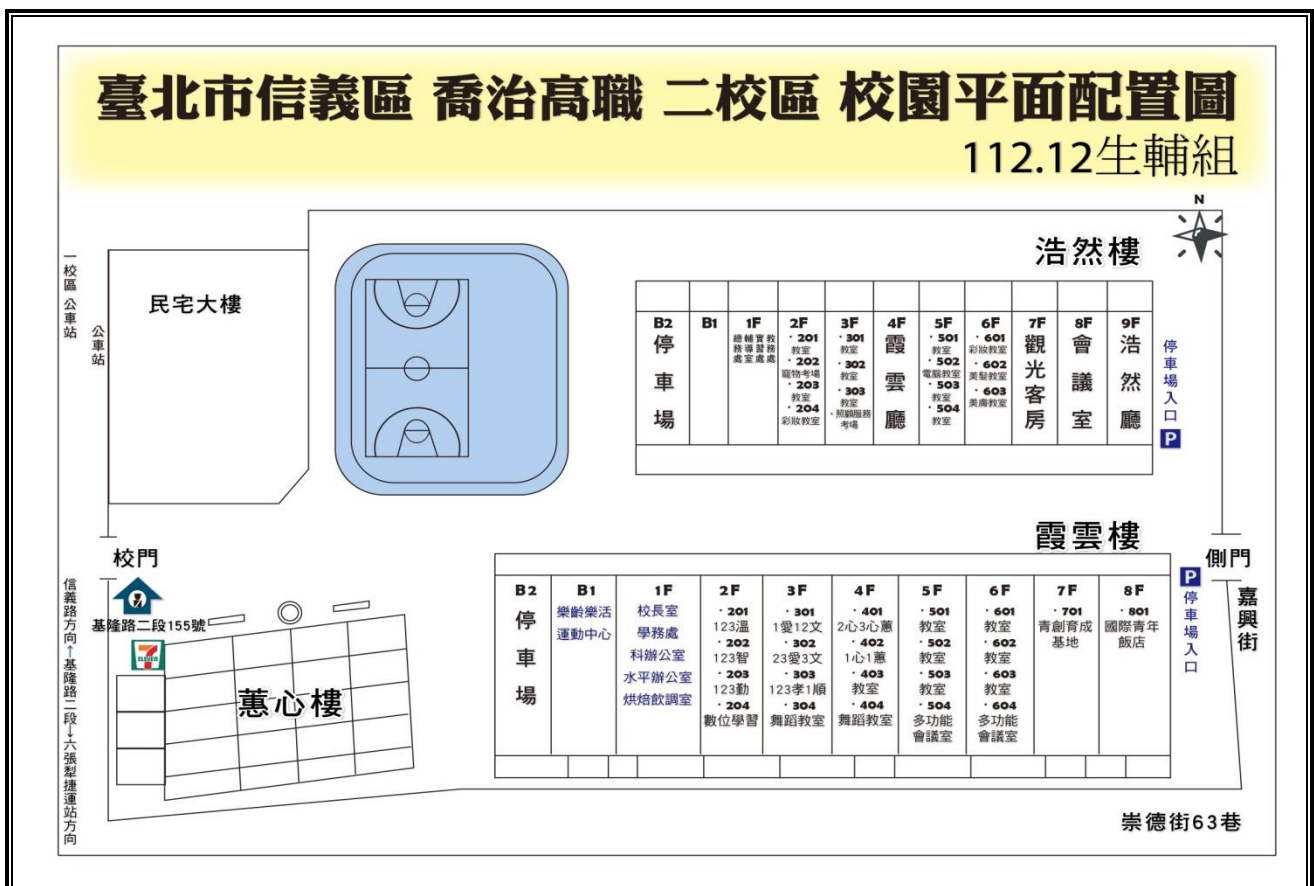 臺北市信義區 喬治高職 二校區 校園平面配置圖
112.12生輔組
N
一校區 公車站
公車站
民宅大樓
浩然樓
B2
停車場
B1
1F
總務處
輔導室
實習處
教務處
2F
·201
教室
·202
寵物考場
·203
教室
·204
彩妝教室
3F
·301
教室
·302
教室
·303
教室
·照顧服務
考場
4F
霞雲廳
5F
·501
教室
·502
電腦教室
·503
教室
·504
教室
6F
·601
彩妝教室
·602
美髮教室
·603
美膚教室
7F
觀光客房
8F
會議室
9F
浩然廳
停車場入口
P
霞雲樓
B2
停車場
B1
樂齡樂活
運動中心
1F
校長室
學務處
科辦公室
水平辦公室
烘焙飲調室
2F
·201
123溫
·202
123智
·203
123勤
·204
數位學習
3F
·301
1愛12文
·302
23愛3文
·303
123孝1順
·304
舞蹈教室
4F
·401
2心3心蕙
·402
1心1蕙
·403
教室
·404
舞蹈教室
5F
·501
教室
·502
教室
·503
教室
·504
多功能
會議室
6F
·601
教室
·602
教室
·603
教室
·604
多功能
會議室
7F
·701
青創育成
基地
8F
·801
國際青年
飯店
P
停車場入口
側門
嘉興街
校門
基隆路二段155號
7-ELEVEN
蕙心樓
信義路方向←基隆路二段→六張犁捷運站方向
崇德街63巷